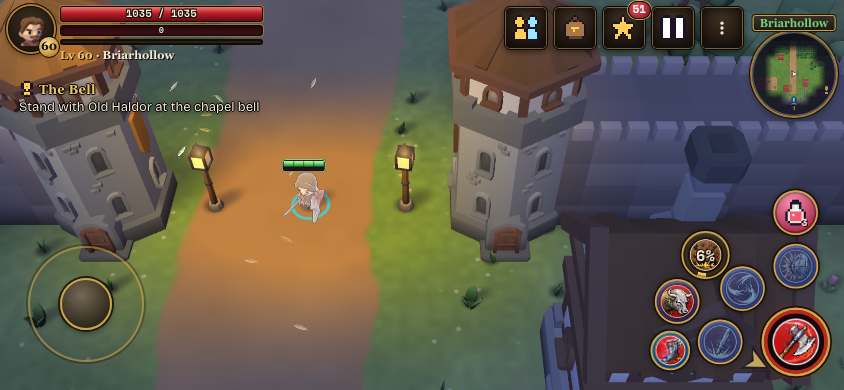 1035 / 1035
0
60
Lv 60 · Briarhollow
The Bell
Stand with Old Haldor at the chapel bell
51
Briarhollow
3
6%